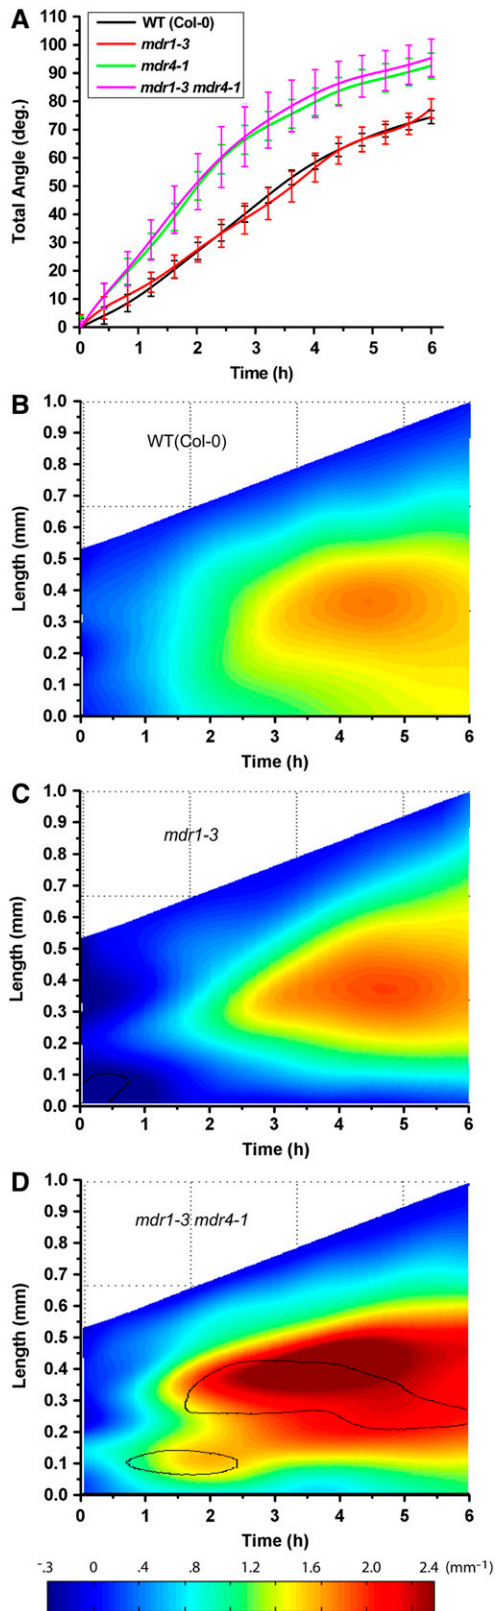 A
WT (Col-0)
mdr1-3
mdr4-1
mdr1-3 mdr4-1
Total Angle (deg.)
110
100
90
80
70
60
50
40
30
20
10
0
0 1 2 3 4 5 6
Time (h)
B
WT(Col-0)
Length (mm)
1.0
0.9
0.8
0.7
0.6
0.5
0.4
0.3
0.2
0.1
0.0
0 1 2 3 4 5 6
Time (h)
C
mdr1-3
Length (mm)
1.0
0.9
0.8
0.7
0.6
0.5
0.4
0.3
0.2
0.1
0.0
0 1 2 3 4 5 6
Time (h)
D
mdr1-3 mdr4-1
Length (mm)
1.0
0.9
0.8
0.7
0.6
0.5
0.4
0.3
0.2
0.1
0.0
0 1 2 3 4 5 6
Time (h)
-.3 0 .4 .8 1.2 1.6 2.0 2.4 (mm⁻¹)